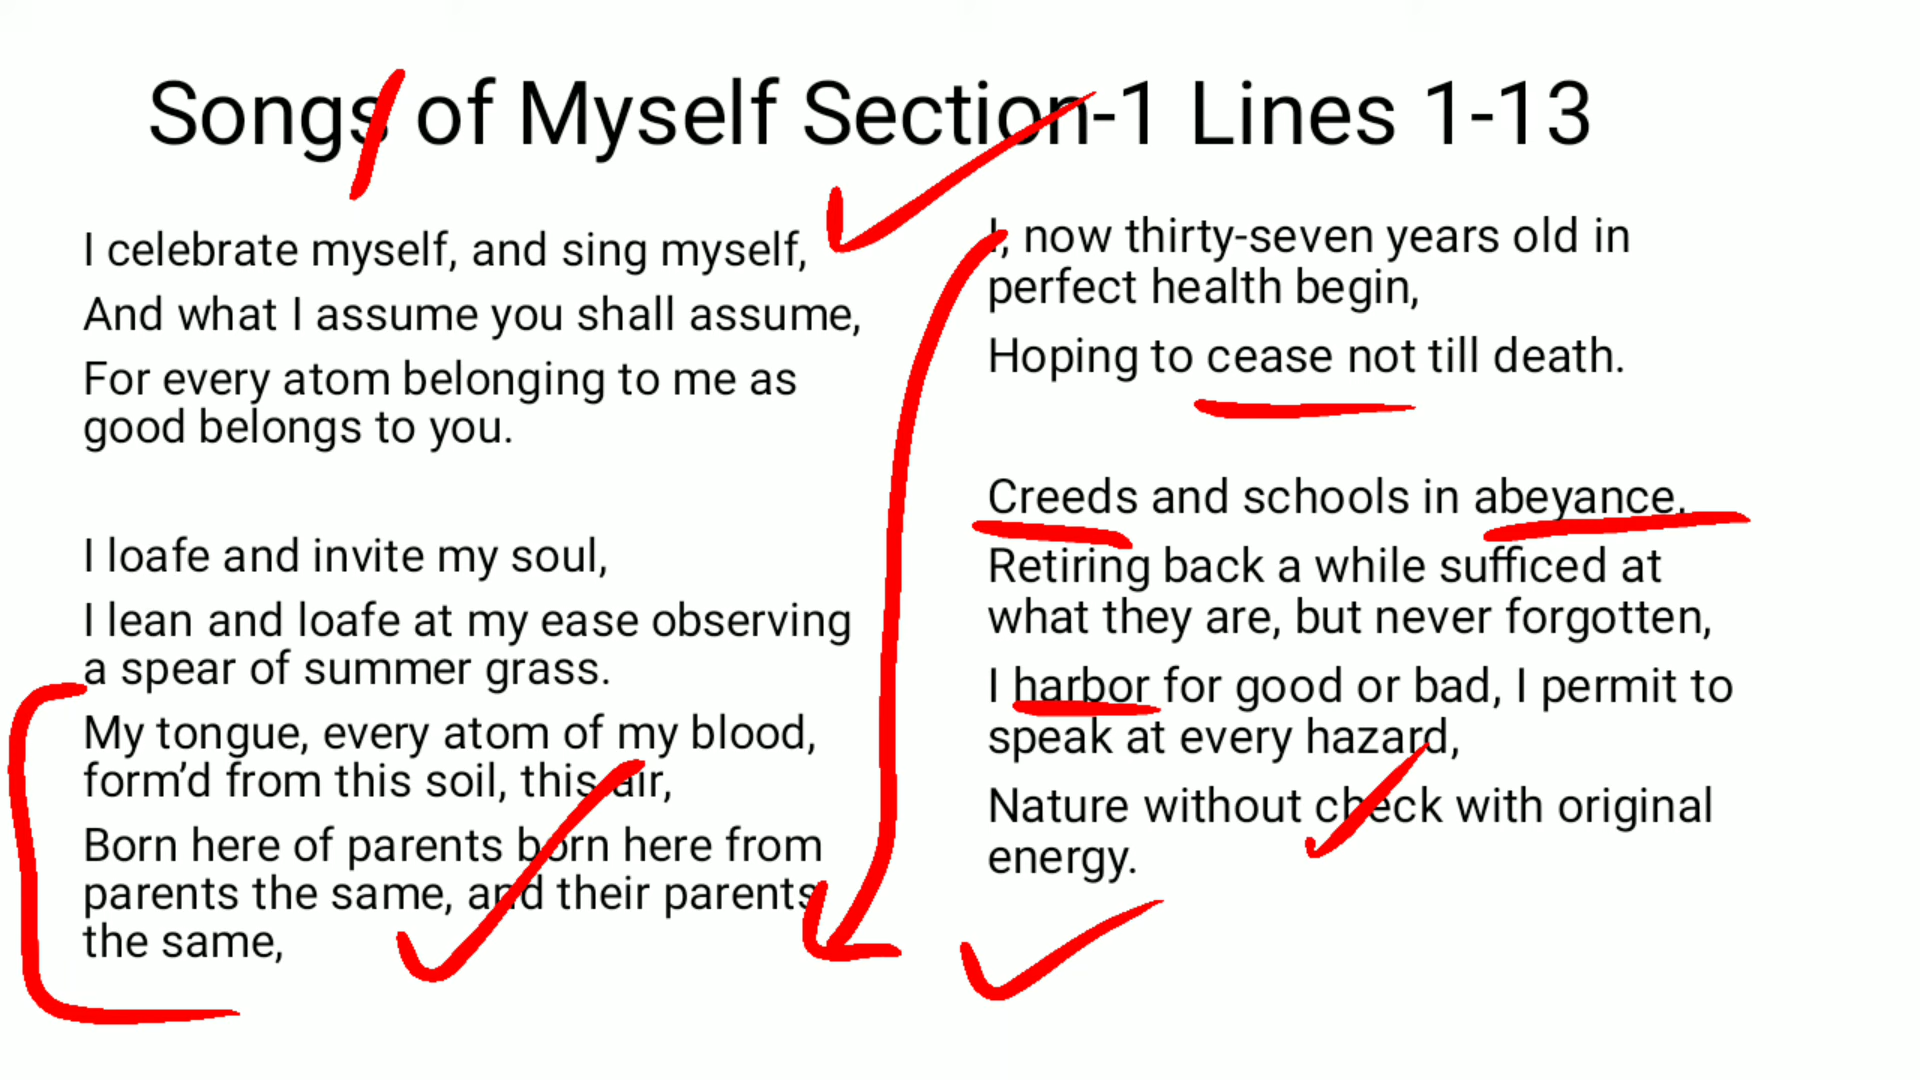 Songs of Myself Section-1 Lines 1-13
I celebrate myself, and sing myself,
And what I assume you shall assume,
For every atom belonging to me as
good belongs to you.
I loafe and invite my soul,
I lean and loafe at my ease observing
a spear of summer grass.
My tongue, every atom of my blood,
form’d from this soil, this air,
Born here of parents born here from
parents the same, and their parents
the same,
I, now thirty-seven years old in
perfect health begin,
Hoping to cease not till death.
Creeds and schools in abeyance,
Retiring back a while sufficed at
what they are, but never forgotten,
I harbor for good or bad, I permit to
speak at every hazard,
Nature without check with original
energy.